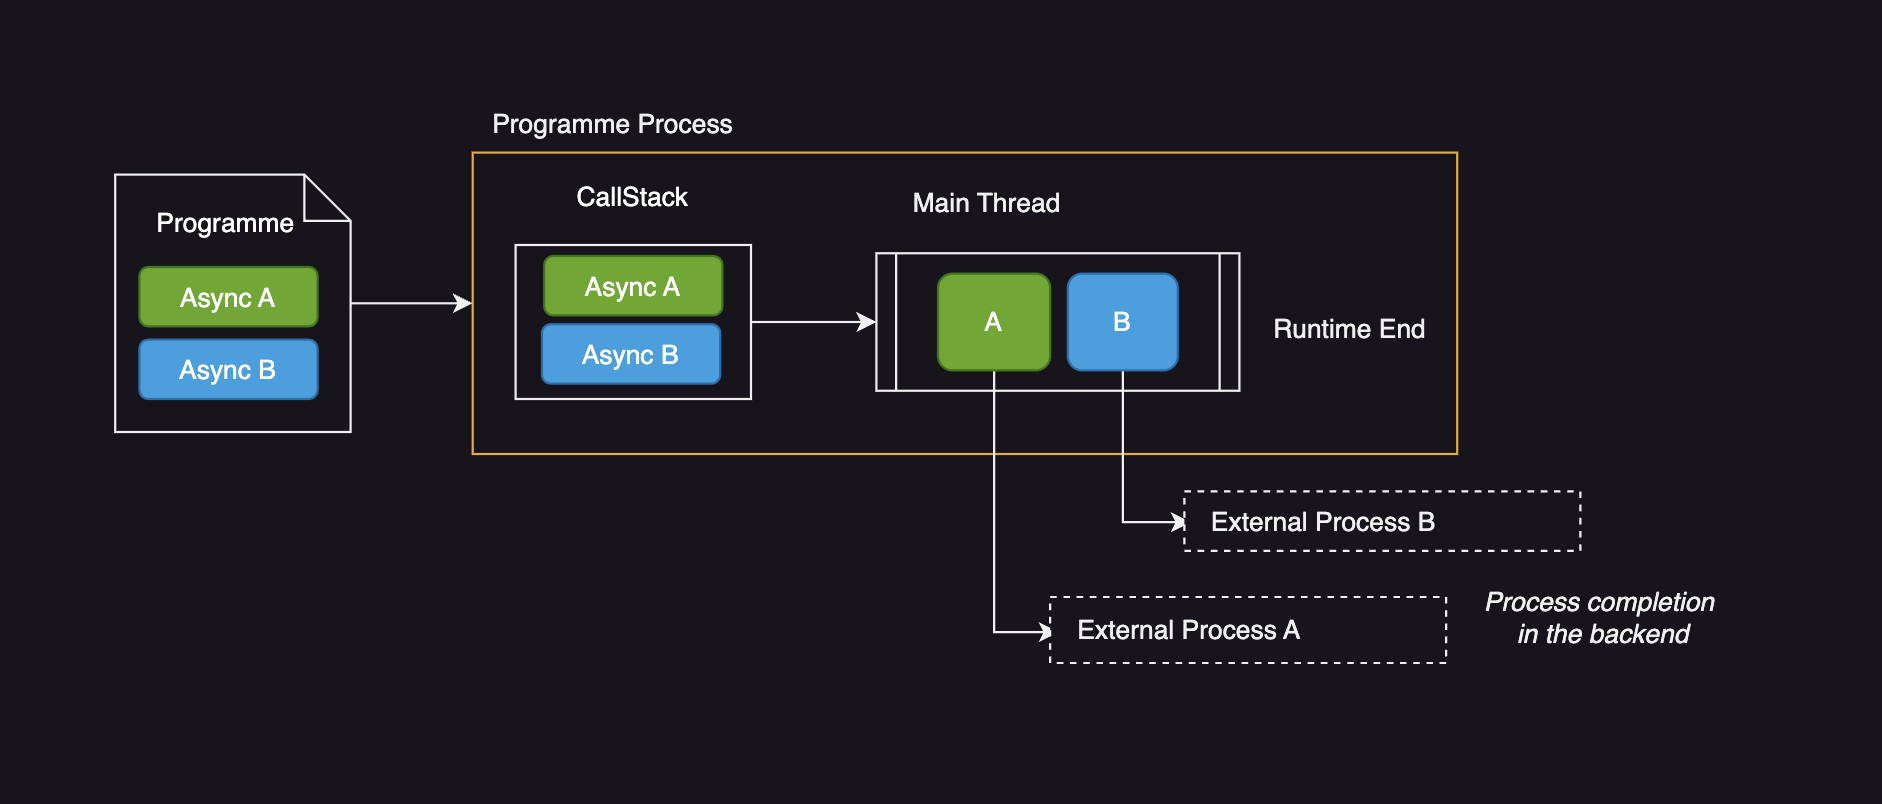 Programme Process
Programme
Async A
Async B
CallStack
Async A
Async B
Main Thread
A
B
Runtime End
External Process B
External Process A
Process completion
in the backend